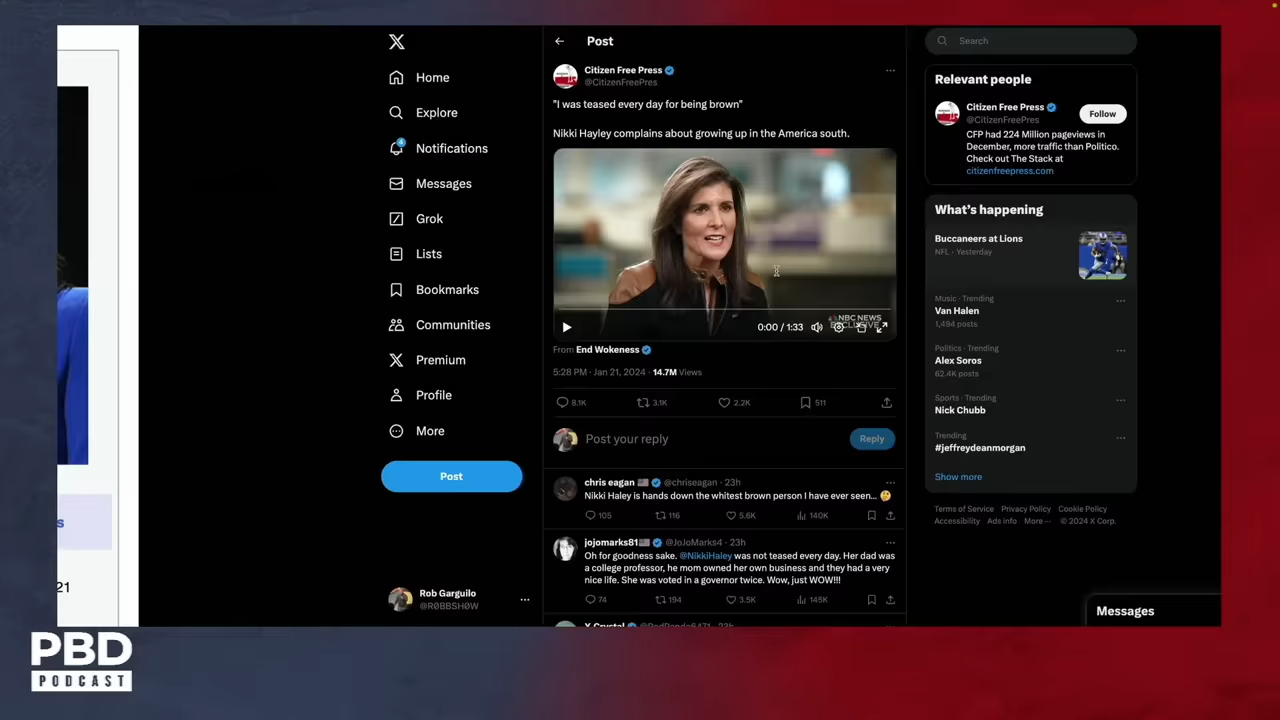 s
21
PBD
PODCAST
Home
Explore
4
Notifications
Messages
Grok
Lists
Bookmarks
Communities
Premium
Profile
More
Post
Rob Garguilo
@R0BBSH0W
Post
Citizen Free Press
@CitizenFreePres
"I was teased every day for being brown"
Nikki Hayley complains about growing up in the America south.
0:00 / 1:33
NBC NEWS
EXCLUSIVE
From End Wokeness
5:28 PM · Jan 21, 2024 · 14.7M Views
8.1K
3.1K
2.2K
511
Post your reply
Reply
chris eagan @chriseagan · 23h
Nikki Haley is hands down the whitest brown person I have ever seen...
105
116
5.6K
140K
jojomarks81 @JoJoMarks4 · 23h
Oh for goodness sake. @NikkiHaley was not teased every day. Her dad was
a college professor, he mom owned her own business and they had a very
nice life. She was voted in a governor twice. Wow, just WOW!!!
74
194
3.5K
145K
Search
Relevant people
Citizen Free Press
@CitizenFreePres
Follow
CFP had 224 Million pageviews in
December, more traffic than Politico.
Check out The Stack at
citizenfreepress.com
What's happening
Buccaneers at Lions
NFL · Yesterday
Music · Trending
Van Halen
1,494 posts
Politics · Trending
Alex Soros
62.4K posts
Sports · Trending
Nick Chubb
Trending
#jeffreydeanmorgan
Show more
Terms of Service Privacy Policy Cookie Policy
Accessibility Ads info More ··· © 2024 X Corp.
Messages